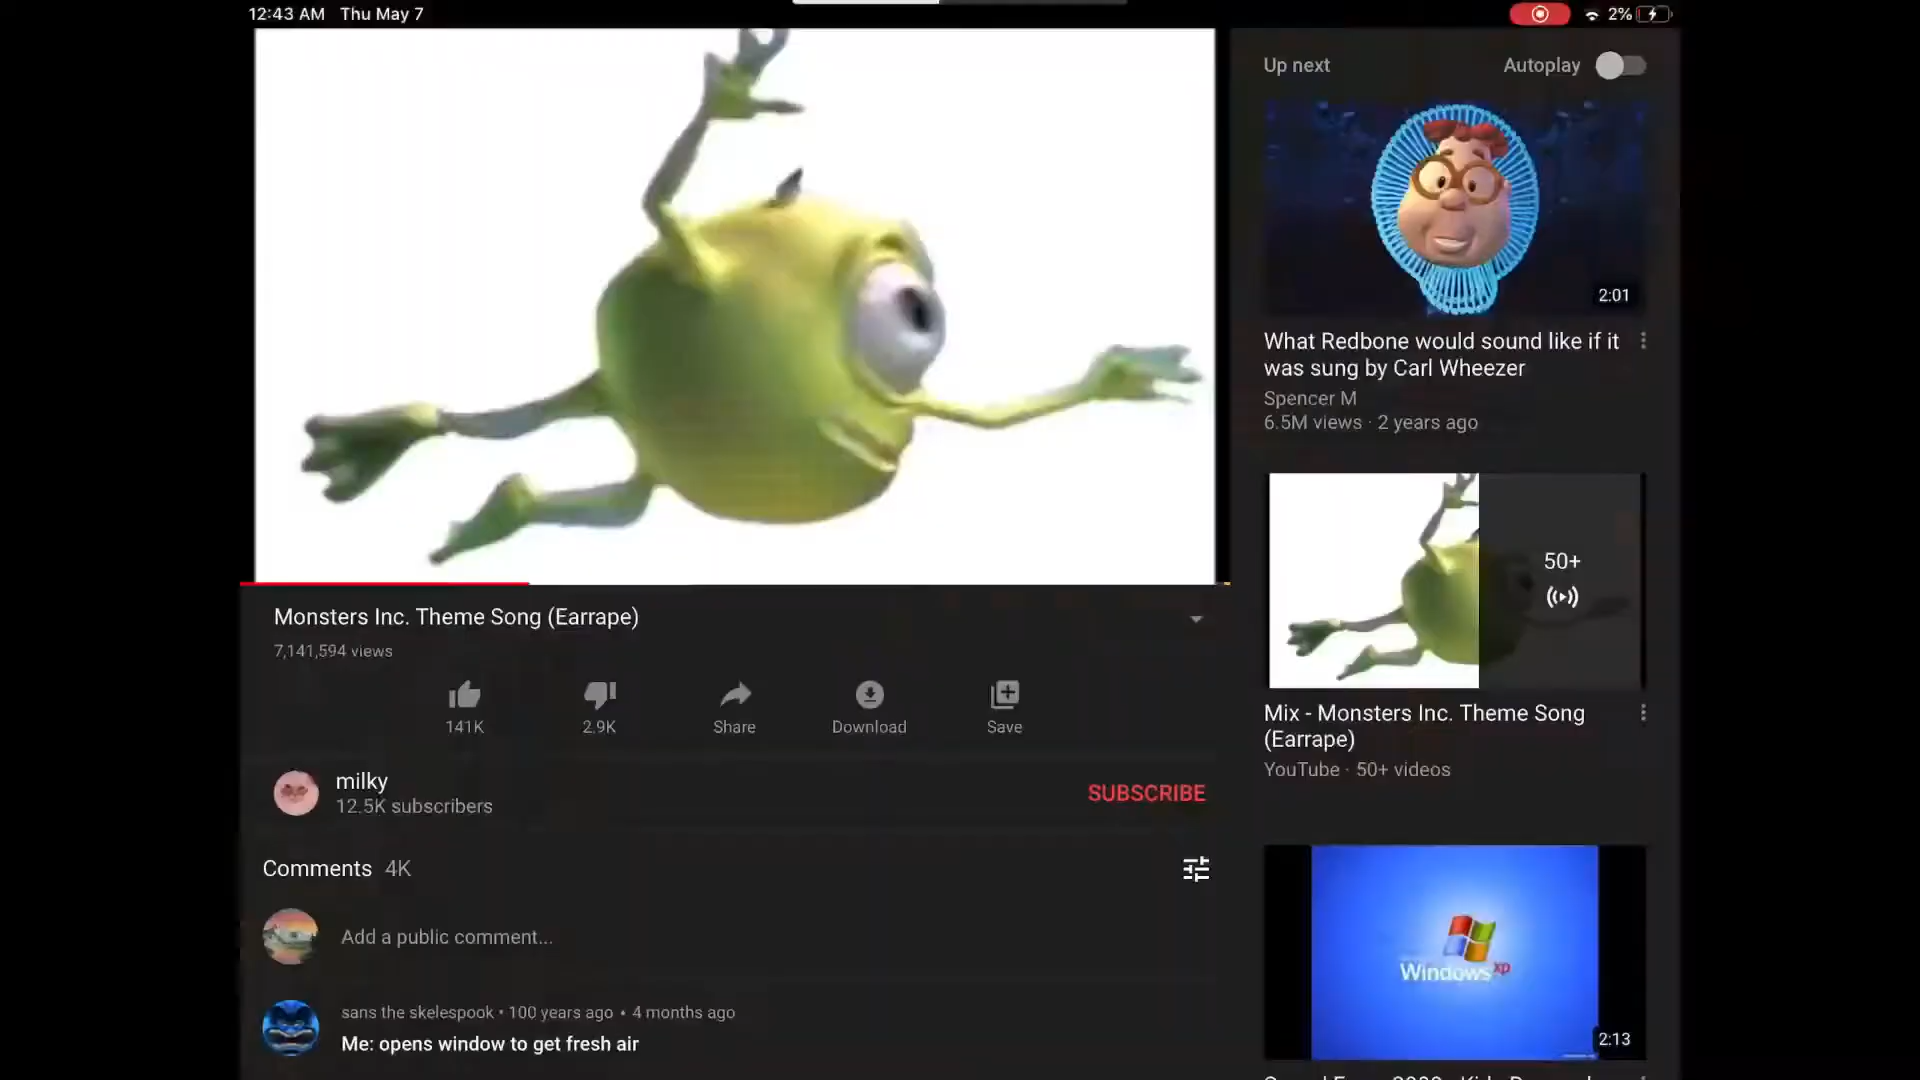 12:43 AM Thu May 7
2%
Up next
Autoplay
2:01
What Redbone would sound like if it
was sung by Carl Wheezer
Spencer M
6.5M views · 2 years ago
50+
Mix - Monsters Inc. Theme Song
(Earrape)
YouTube · 50+ videos
Windows xp
2:13
Monsters Inc. Theme Song (Earrape)
7,141,594 views
141K
2.9K
Share
Download
Save
milky
12.5K subscribers
SUBSCRIBE
Comments 4K
Add a public comment...
sans the skelespook • 100 years ago • 4 months ago
Me: opens window to get fresh air